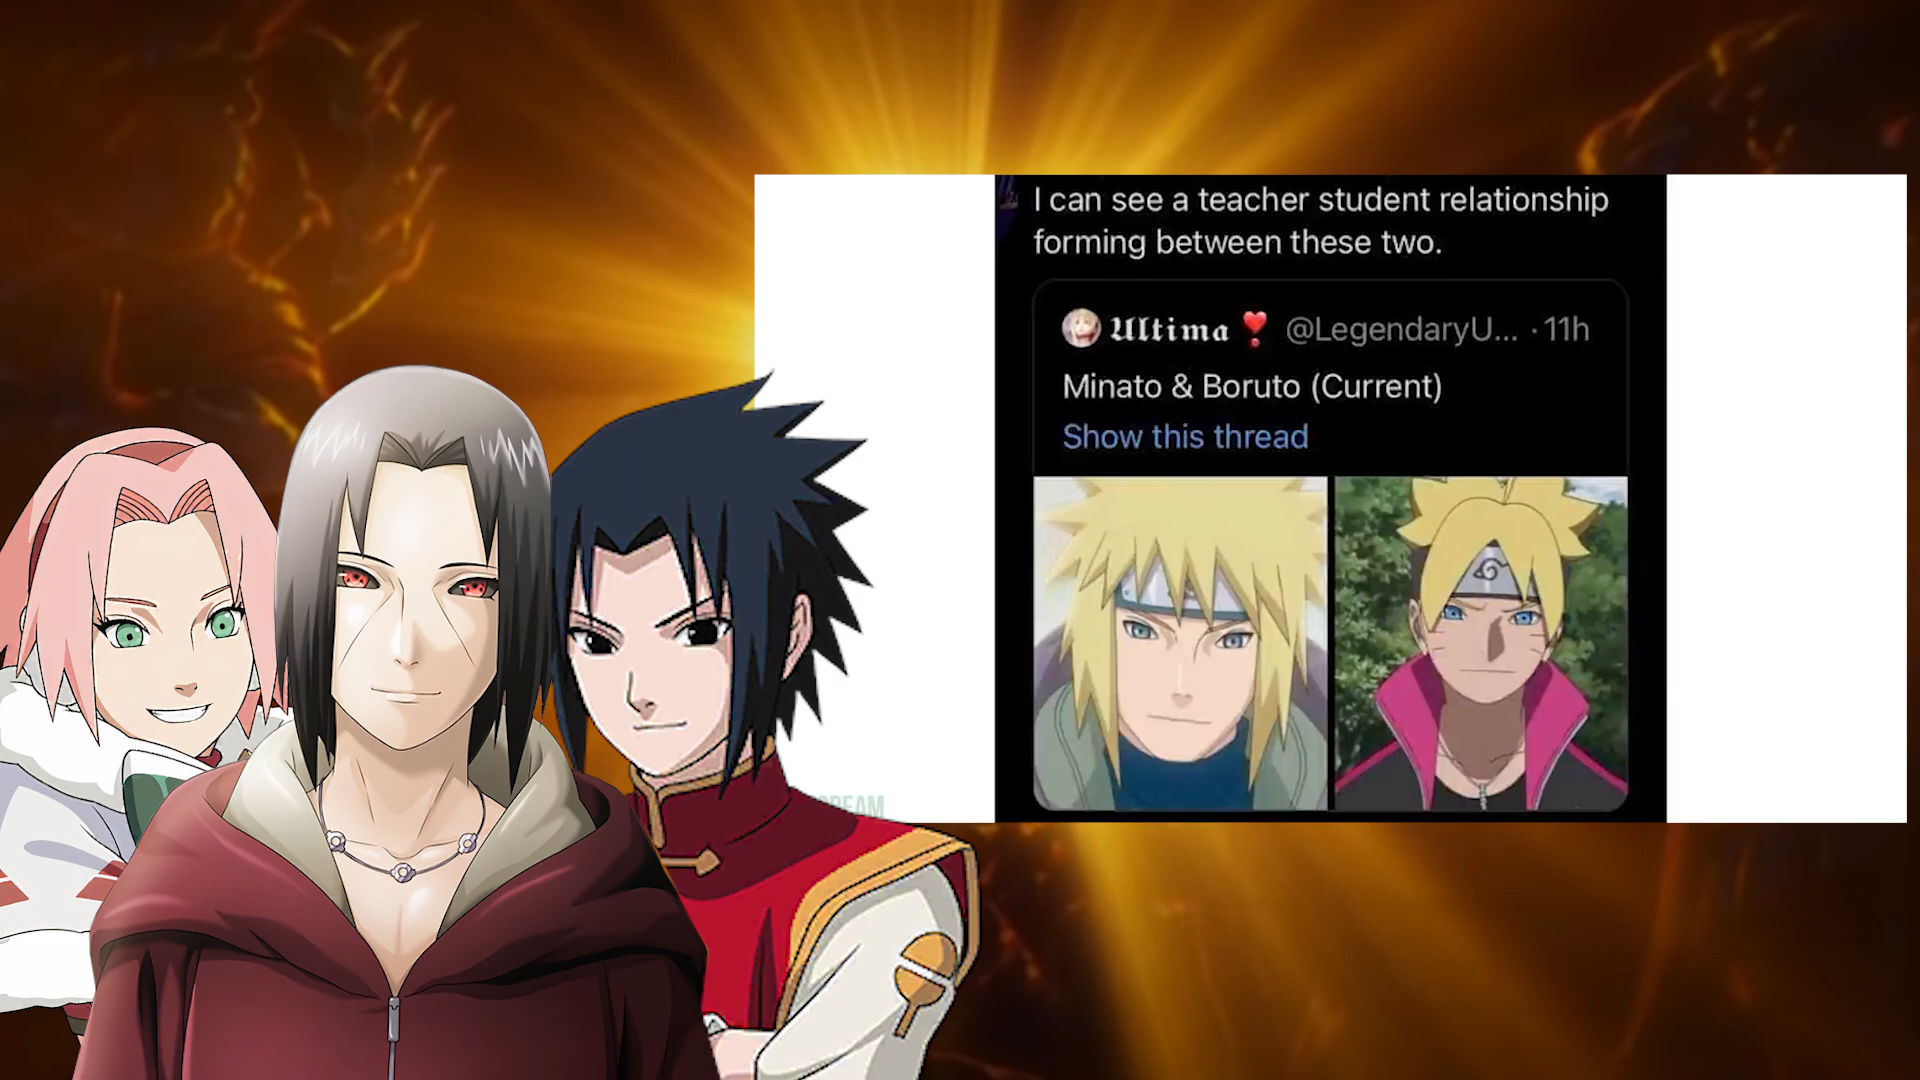 I can see a teacher student relationship
forming between these two.
Ultima❣️ @LegendaryU... · 11h
Minato & Boruto (Current)
Show this thread